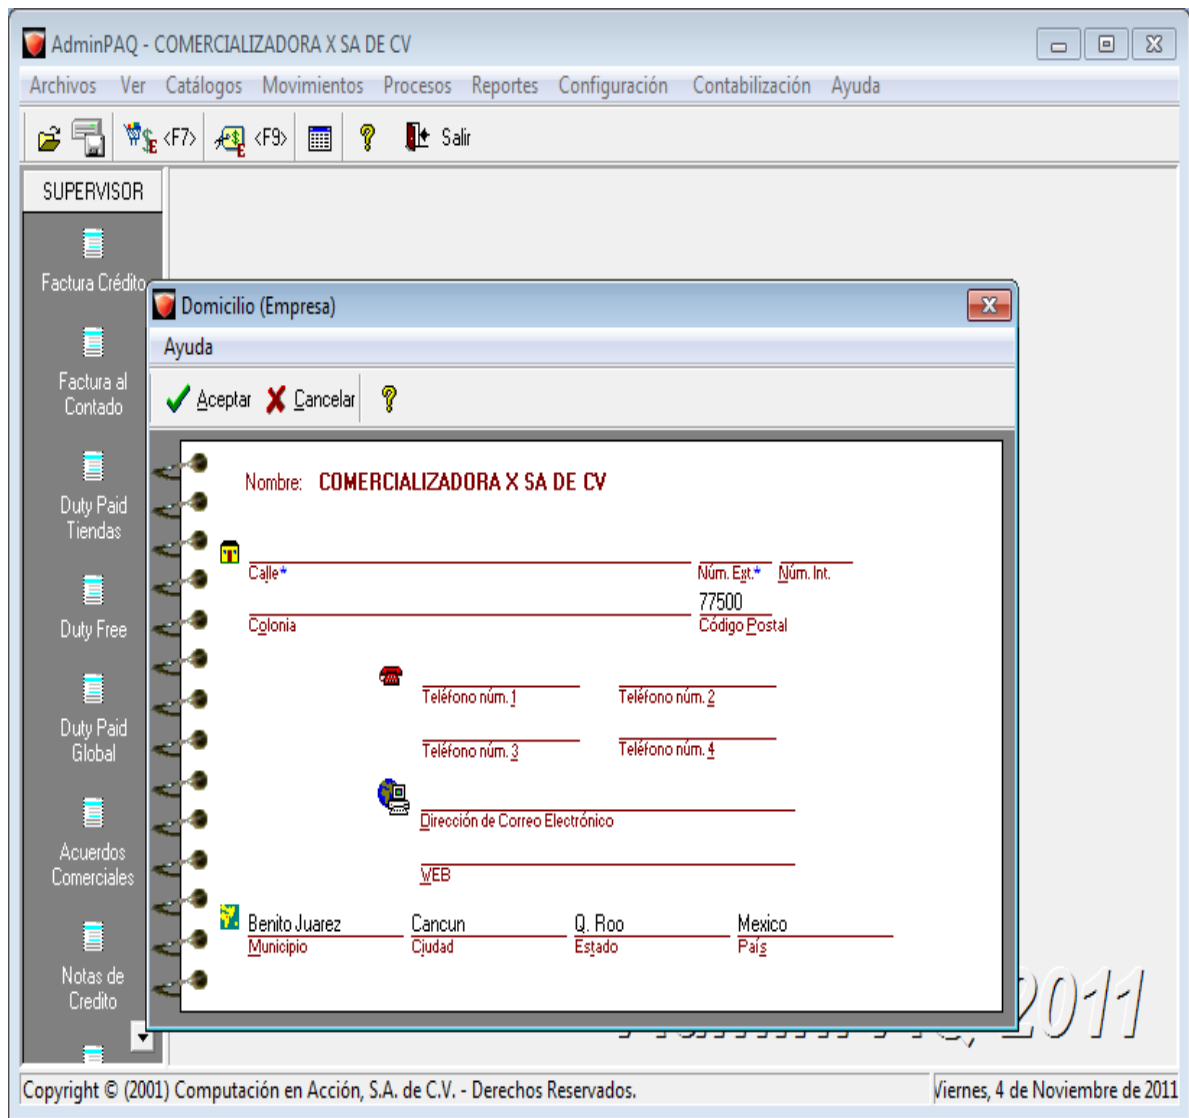 AdminPAQ - COMERCIALIZADORA X SA DE CV
Archivos Ver Catálogos Movimientos Procesos Reportes Configuración Contabilización Ayuda
<F7> <F9> Salir
SUPERVISOR
Factura Crédito
Factura al
Contado
Duty Paid
Tiendas
Duty Free
Duty Paid
Global
Acuerdos
Comerciales
Notas de
Credito
Domicilio (Empresa)
Ayuda
Aceptar Cancelar
Nombre: COMERCIALIZADORA X SA DE CV
Calle* Núm. Ext.* Núm. Int.
77500
Colonia Código Postal
Teléfono núm. 1 Teléfono núm. 2
Teléfono núm. 3 Teléfono núm. 4
Dirección de Correo Electrónico
WEB
Benito Juarez Cancun Q. Roo Mexico
Municipio Ciudad Estado País
2011
Copyright © (2001) Computación en Acción, S.A. de C.V. - Derechos Reservados. Viernes, 4 de Noviembre de 2011